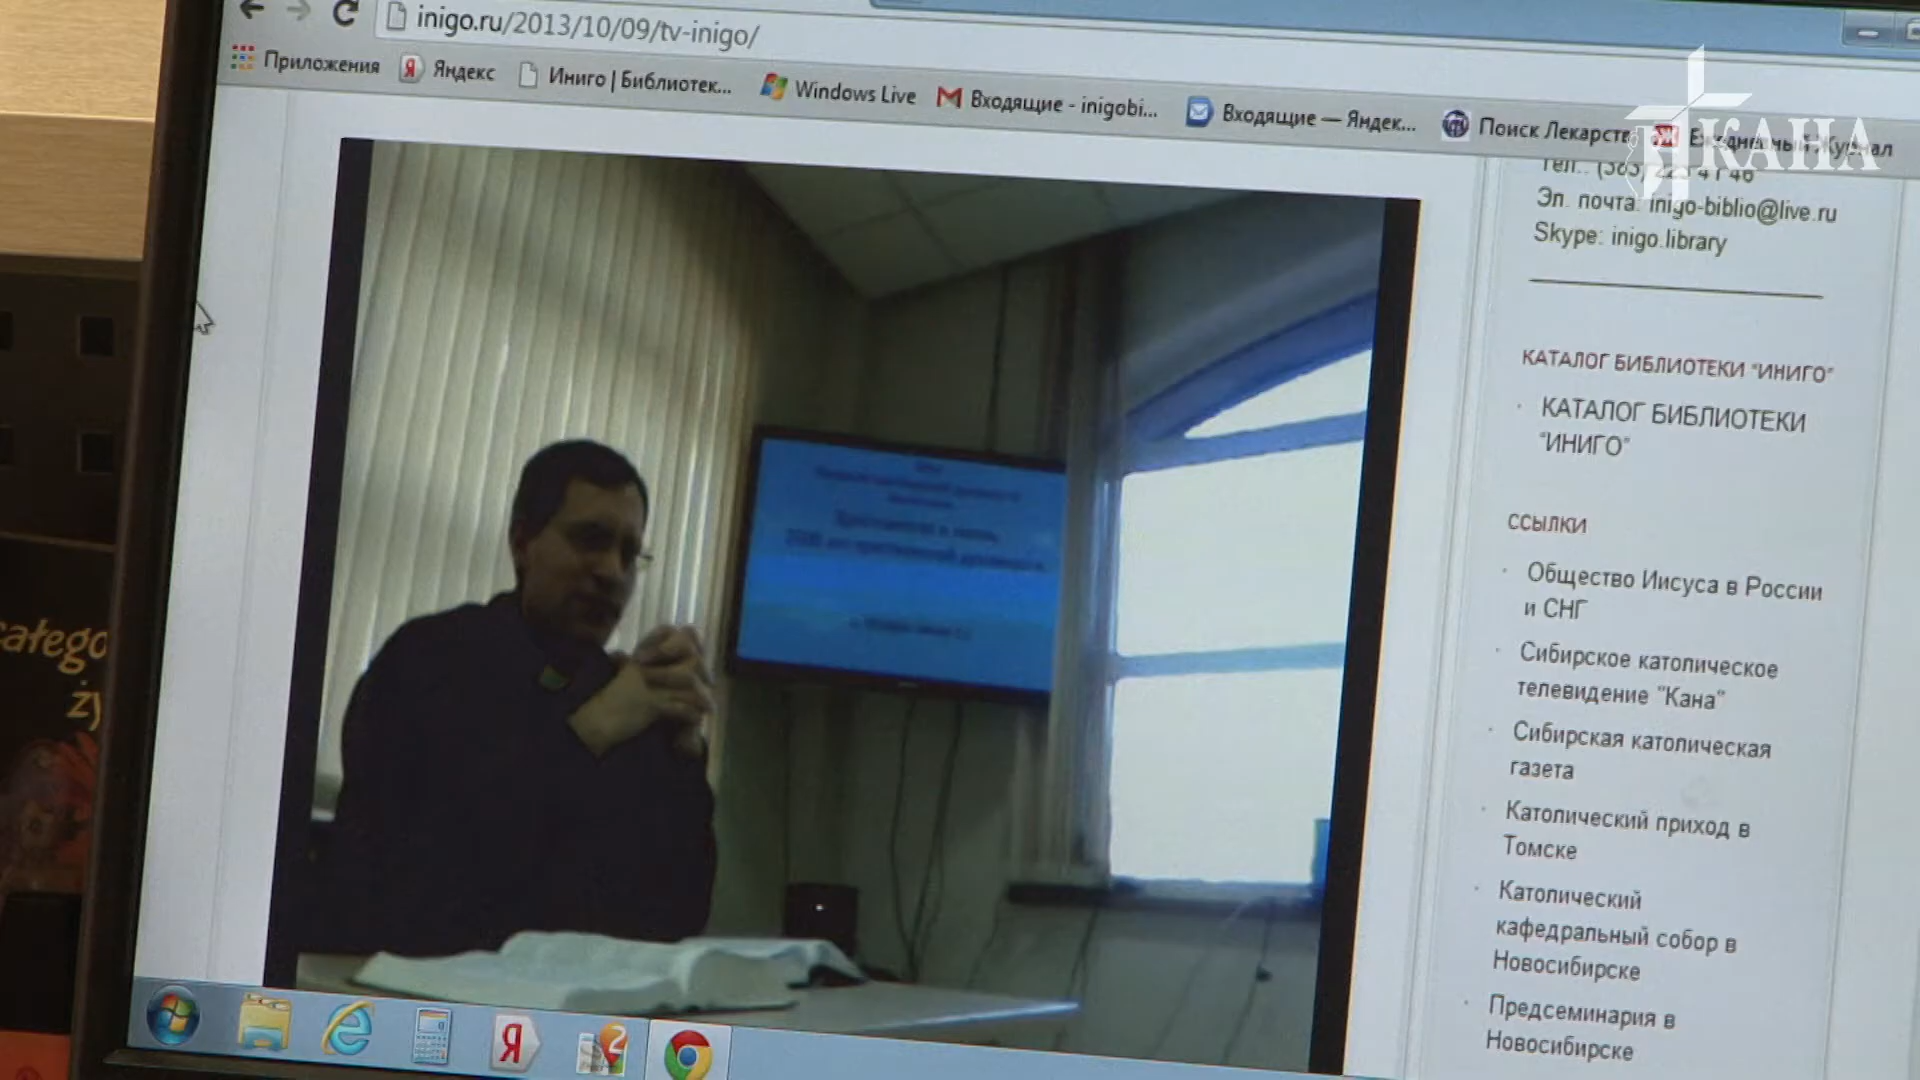 inigo.ru/2013/10/09/tv-inigo/
Приложения
Яндекс
Иниго | Библиотек...
Windows Live
Входящие - inigobi...
Входящие — Яндек...
Поиск Лекарств
Ежедневный Журнал
КАНА
Эл. почта: inigo-biblio@live.ru
Skype: inigo.library
КАТАЛОГ БИБЛИОТЕКИ "ИНИГО"
КАТАЛОГ БИБЛИОТЕКИ
"ИНИГО"
ССЫЛКИ
Общество Иисуса в России
и СНГ
Сибирское католическое
телевидение "Кана"
Сибирская католическая
газета
Католический приход в
Томске
Католический
кафедральный собор в
Новосибирске
Предсеминария в
Новосибирске